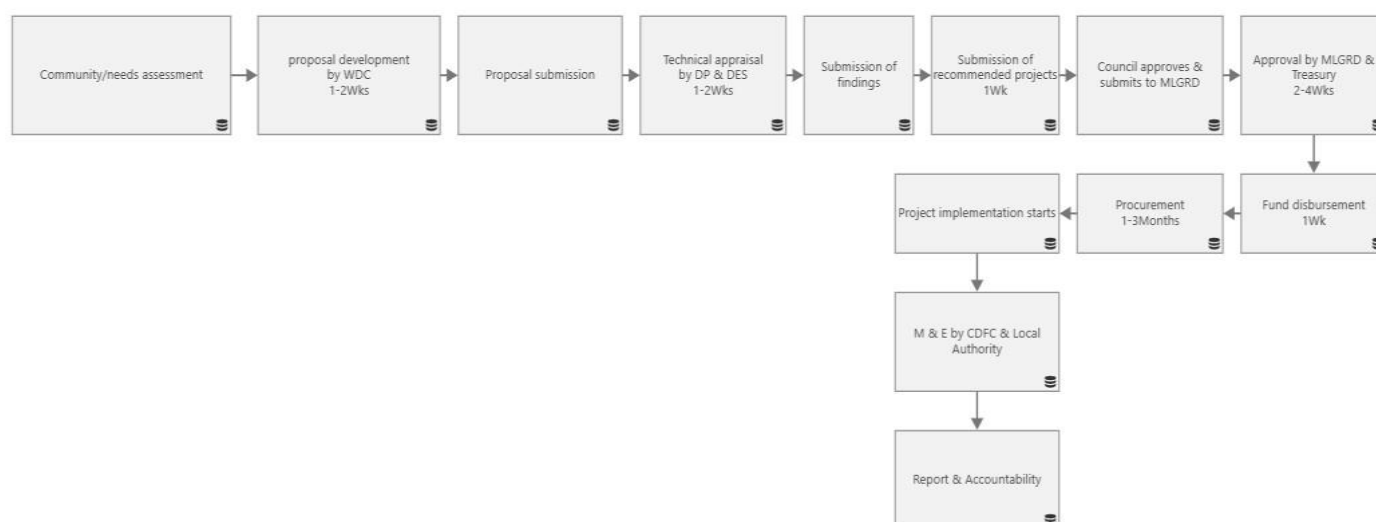 Community/needs assessment
proposal development
by WDC
1-2Wks
Proposal submission
Technical appraisal
by DP & DES
1-2Wks
Submission of
findings
Submission of
recommended projects
1Wk
Council approves &
submits to MLGRD
Approval by MLGRD &
Treasury
2-4Wks
Fund disbursement
1Wk
Procurement
1-3Months
Project implementation starts
M & E by CDFC & Local
Authority
Report & Accountability